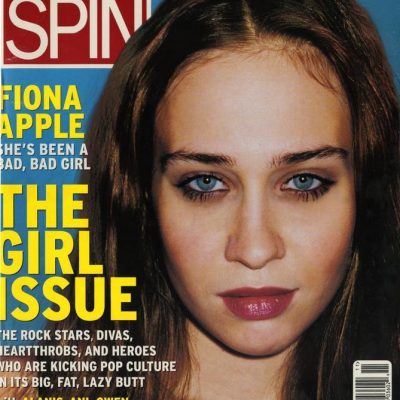 SPIN
FIONA
APPLE
SHE'S BEEN A
BAD, BAD GIRL
THE
GIRL
ISSUE
THE ROCK STARS, DIVAS,
HEARTTHROBS, AND HEROES
WHO ARE KICKING POP CULTURE
IN ITS BIG, FAT, LAZY BUTT